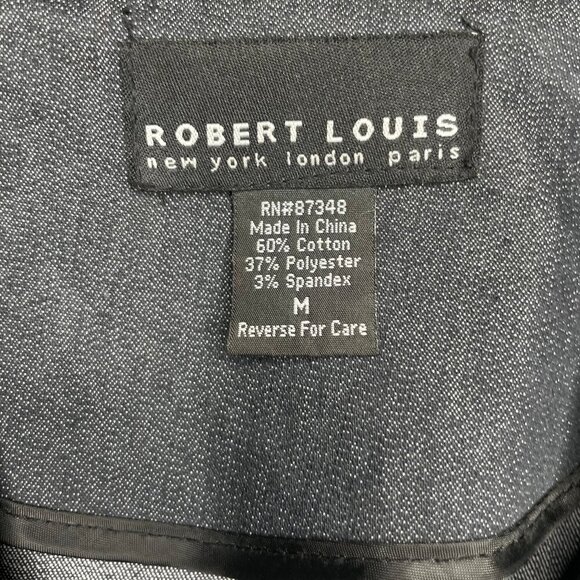 ROBERT LOUIS
new york london paris
RN#87348
Made In China
60% Cotton
37% Polyester
3% Spandex
M
Reverse For Care